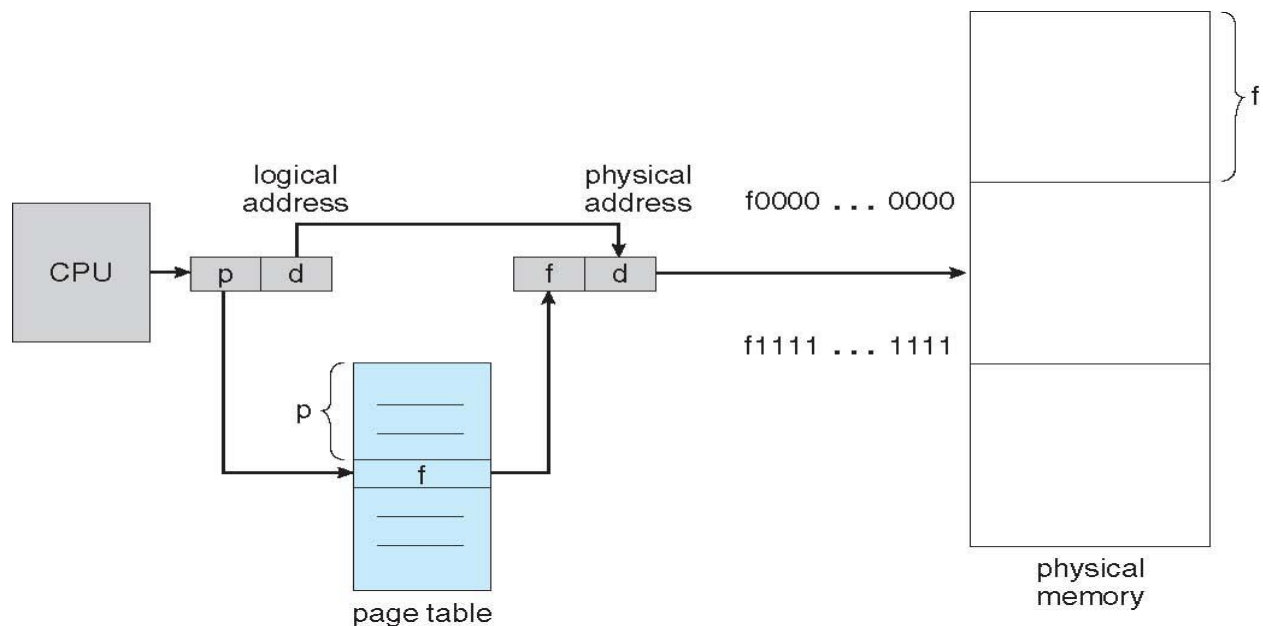 f
logical
address
physical
address
f0000 ... 0000
CPU
p
d
f
d
f1111 ... 1111
p
f
page table
physical
memory